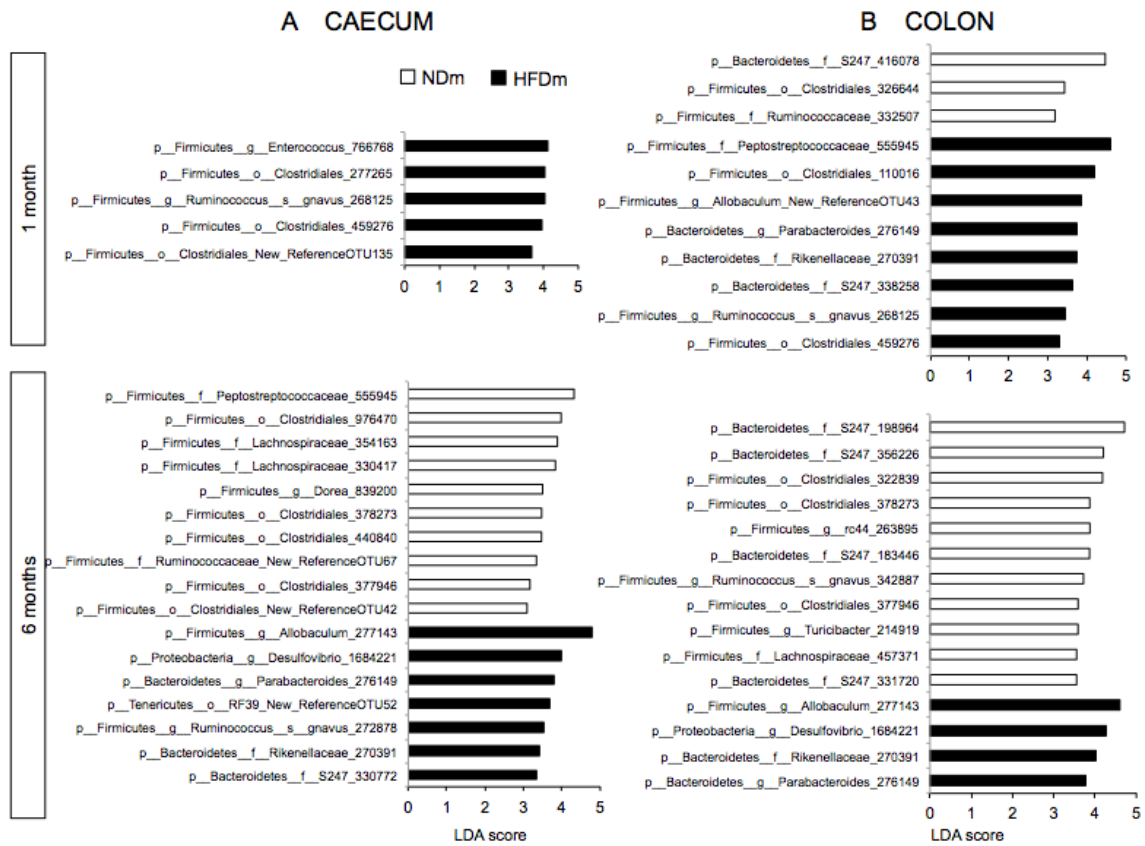 A CAECUM
B COLON
1 month
NDm HFDm
p__Firmicutes__g__Enterococcus_766768
p__Firmicutes__o__Clostridiales_277265
p__Firmicutes__g__Ruminococcus__s__gnavus_268125
p__Firmicutes__o__Clostridiales_459276
p__Firmicutes__o__Clostridiales_New_ReferenceOTU135
0 1 2 3 4 5
p__Bacteroidetes__f__S247_416078
p__Firmicutes__o__Clostridiales_326644
p__Firmicutes__f__Ruminococcaceae_332507
p__Firmicutes__f__Peptostreptococcaceae_555945
p__Firmicutes__o__Clostridiales_110016
p__Firmicutes__g__Allobaculum_New_ReferenceOTU43
p__Bacteroidetes__g__Parabacteroides_276149
p__Bacteroidetes__f__Rikenellaceae_270391
p__Bacteroidetes__f__S247_338258
p__Firmicutes__g__Ruminococcus__s__gnavus_268125
p__Firmicutes__o__Clostridiales_459276
0 1 2 3 4 5
6 months
p__Firmicutes__f__Peptostreptococcaceae_555945
p__Firmicutes__o__Clostridiales_976470
p__Firmicutes__f__Lachnospiraceae_354163
p__Firmicutes__f__Lachnospiraceae_330417
p__Firmicutes__g__Dorea_839200
p__Firmicutes__o__Clostridiales_378273
p__Firmicutes__o__Clostridiales_440840
p__Firmicutes__f__Ruminococcaceae_New_ReferenceOTU67
p__Firmicutes__o__Clostridiales_377946
p__Firmicutes__o__Clostridiales_New_ReferenceOTU42
p__Firmicutes__g__Allobaculum_277143
p__Proteobacteria__g__Desulfovibrio_1684221
p__Bacteroidetes__g__Parabacteroides_276149
p__Tenericutes__o__RF39_New_ReferenceOTU52
p__Firmicutes__g__Ruminococcus__s__gnavus_272878
p__Bacteroidetes__f__Rikenellaceae_270391
p__Bacteroidetes__f__S247_330772
0 1 2 3 4 5
LDA score
p__Bacteroidetes__f__S247_198964
p__Bacteroidetes__f__S247_356226
p__Firmicutes__o__Clostridiales_322839
p__Firmicutes__o__Clostridiales_378273
p__Firmicutes__g__rc44_263895
p__Bacteroidetes__f__S247_183446
p__Firmicutes__g__Ruminococcus__s__gnavus_342887
p__Firmicutes__o__Clostridiales_377946
p__Firmicutes__g__Turicibacter_214919
p__Firmicutes__f__Lachnospiraceae_457371
p__Bacteroidetes__f__S247_331720
p__Firmicutes__g__Allobaculum_277143
p__Proteobacteria__g__Desulfovibrio_1684221
p__Bacteroidetes__f__Rikenellaceae_270391
p__Bacteroidetes__g__Parabacteroides_276149
0 1 2 3 4 5
LDA score